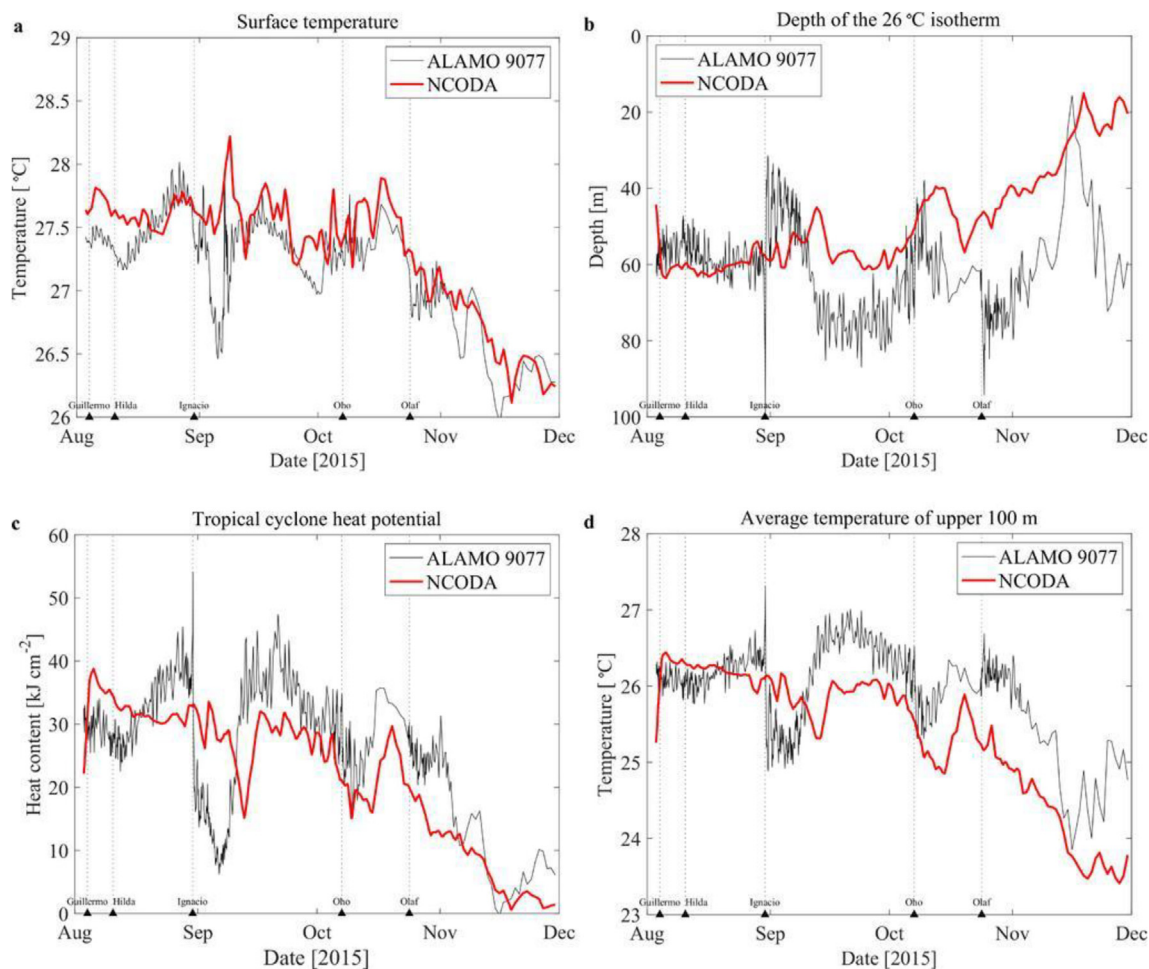 a
Surface temperature
29
28.5
28
27.5
27
26.5
26
Temperature [ °C]
ALAMO 9077
NCODA
Guillermo Hilda Ignacio Oho Olaf
Aug Sep Oct Nov Dec
Date [2015]
b
Depth of the 26 °C isotherm
0
20
40
60
80
100
Depth [m]
ALAMO 9077
NCODA
Guillermo Hilda Ignacio Oho Olaf
Aug Sep Oct Nov Dec
Date [2015]
c
Tropical cyclone heat potential
60
50
40
30
20
10
0
Heat content [kJ cm⁻²]
ALAMO 9077
NCODA
Guillermo Hilda Ignacio Oho Olaf
Aug Sep Oct Nov Dec
Date [2015]
d
Average temperature of upper 100 m
28
27
26
25
24
23
Temperature [ °C]
ALAMO 9077
NCODA
Guillermo Hilda Ignacio Oho Olaf
Aug Sep Oct Nov Dec
Date [2015]